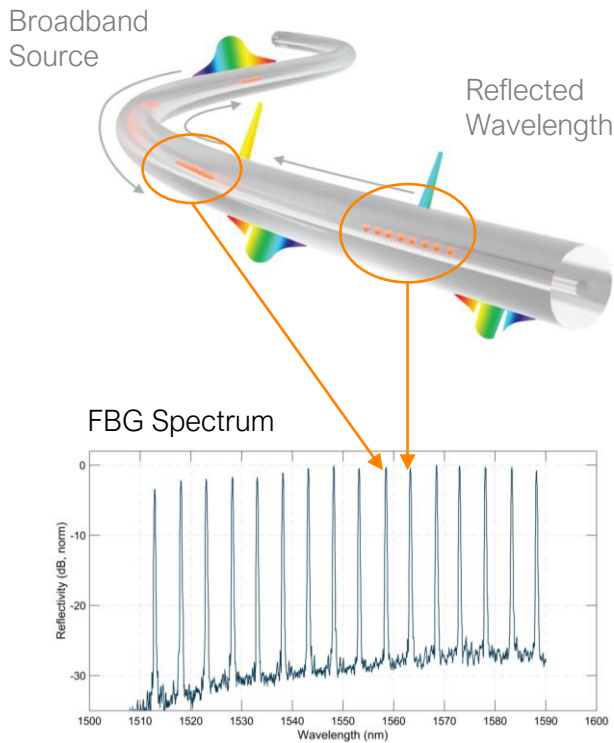 Broadband
Source
Reflected
Wavelength
FBG Spectrum
0
-10
-20
-30
Reflectivity (dB, norm)
1500 1510 1520 1530 1540 1550 1560 1570 1580 1590 1600
Wavelength (nm)